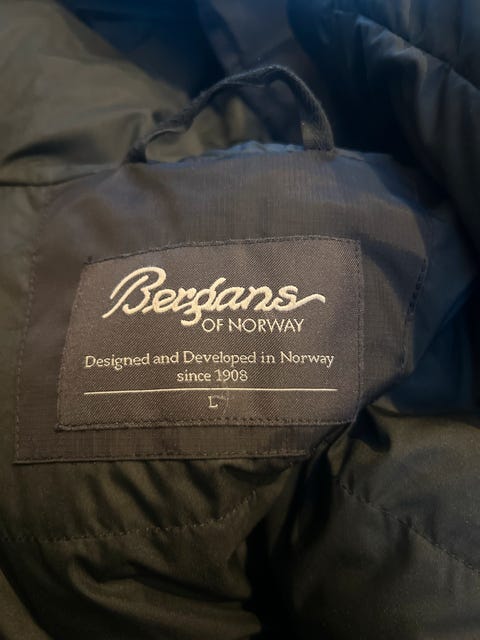 Bergans
OF NORWAY
Designed and Developed in Norway
since 1908
L